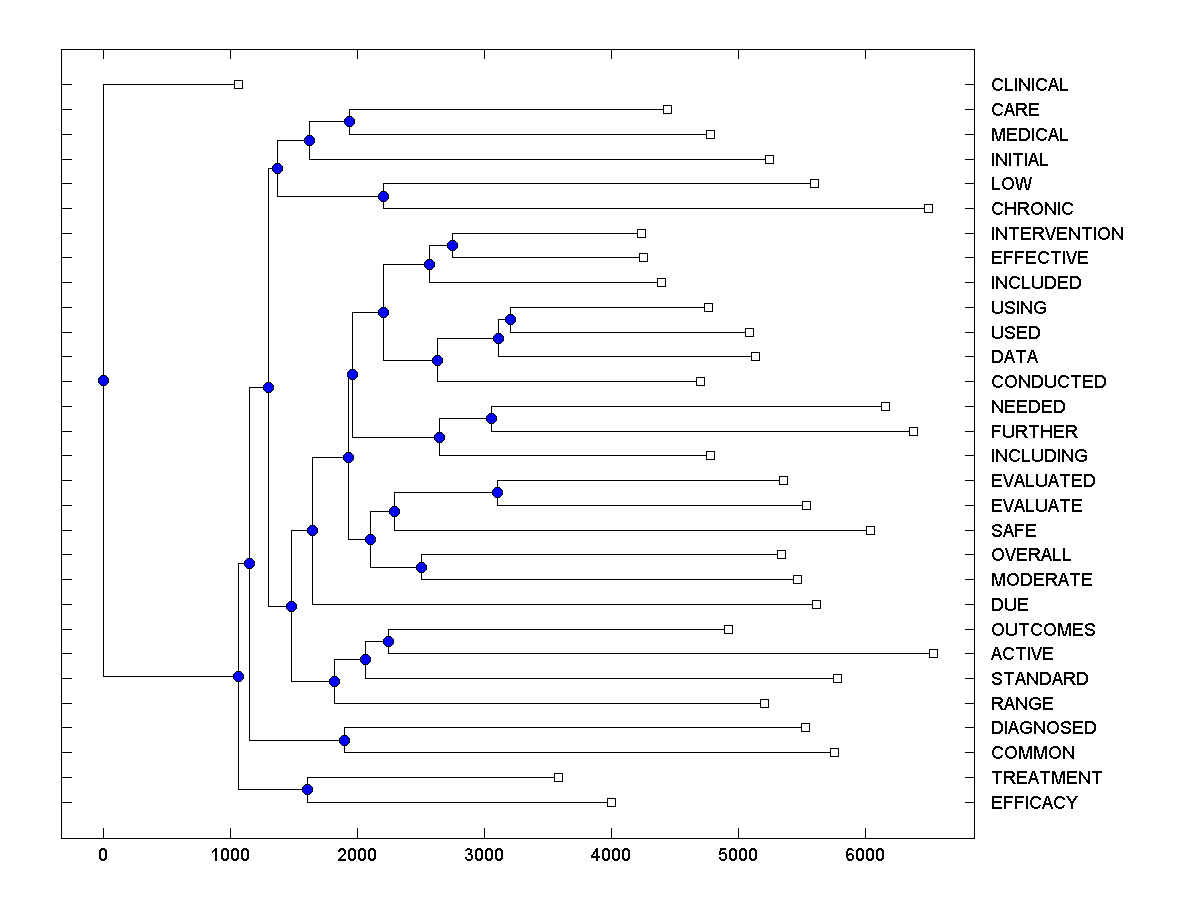 CLINICAL
CARE
MEDICAL
INITIAL
LOW
CHRONIC
INTERVENTION
EFFECTIVE
INCLUDED
USING
USED
DATA
CONDUCTED
NEEDED
FURTHER
INCLUDING
EVALUATED
EVALUATE
SAFE
OVERALL
MODERATE
DUE
OUTCOMES
ACTIVE
STANDARD
RANGE
DIAGNOSED
COMMON
TREATMENT
EFFICACY
0 1000 2000 3000 4000 5000 6000